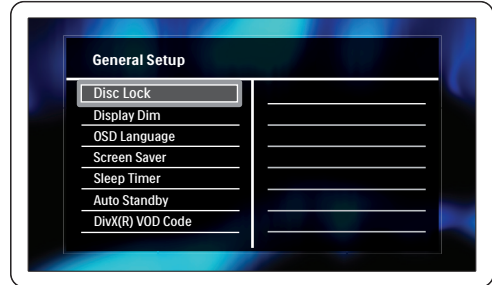 General Setup
Disc Lock
Display Dim
OSD Language
Screen Saver
Sleep Timer
Auto Standby
DivX(R) VOD Code